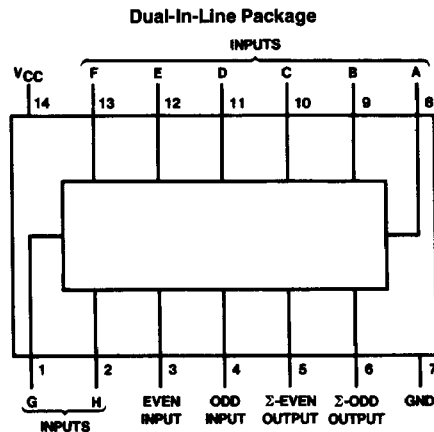 Dual-In-Line Package
INPUTS
VCC F E D C B A
14 13 12 11 10 9 8
1 2 3 4 5 6 7
G H EVEN INPUT ODD INPUT Σ-EVEN OUTPUT Σ-ODD OUTPUT GND
INPUTS